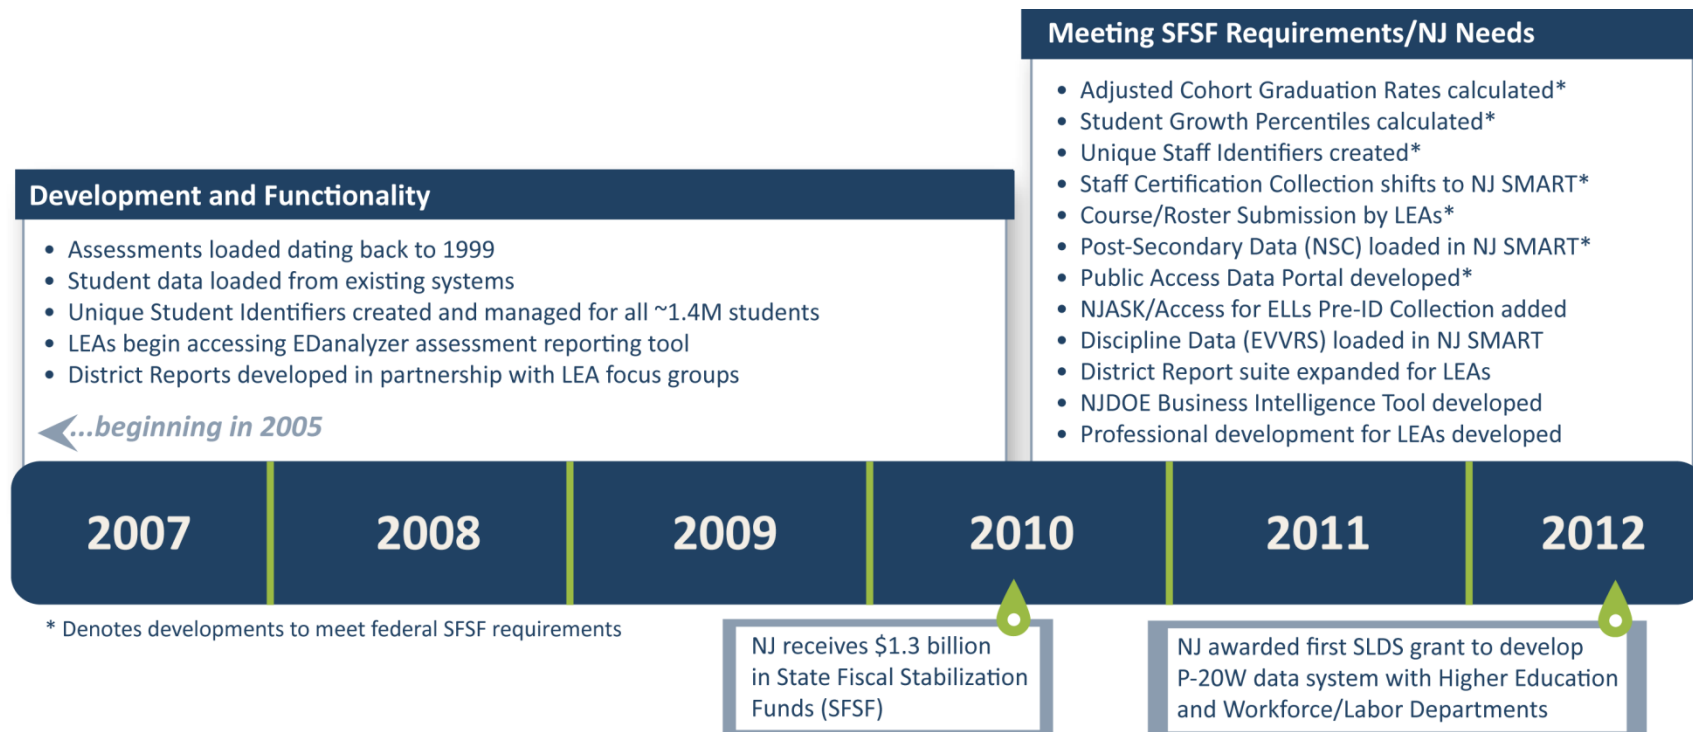 Meeting SFSF Requirements/NJ Needs
• Adjusted Cohort Graduation Rates calculated*
• Student Growth Percentiles calculated*
• Unique Staff Identifiers created*
• Staff Certification Collection shifts to NJ SMART*
• Course/Roster Submission by LEAs*
• Post-Secondary Data (NSC) loaded in NJ SMART*
• Public Access Data Portal developed*
• NJASK/Access for ELLs Pre-ID Collection added
• Discipline Data (EVVRS) loaded in NJ SMART
• District Report suite expanded for LEAs
• NJDOE Business Intelligence Tool developed
• Professional development for LEAs developed
Development and Functionality
• Assessments loaded dating back to 1999
• Student data loaded from existing systems
• Unique Student Identifiers created and managed for all ~1.4M students
• LEAs begin accessing EDanalyzer assessment reporting tool
• District Reports developed in partnership with LEA focus groups
...beginning in 2005
2007 2008 2009 2010 2011 2012
* Denotes developments to meet federal SFSF requirements
NJ receives $1.3 billion
in State Fiscal Stabilization
Funds (SFSF)
NJ awarded first SLDS grant to develop
P-20W data system with Higher Education
and Workforce/Labor Departments